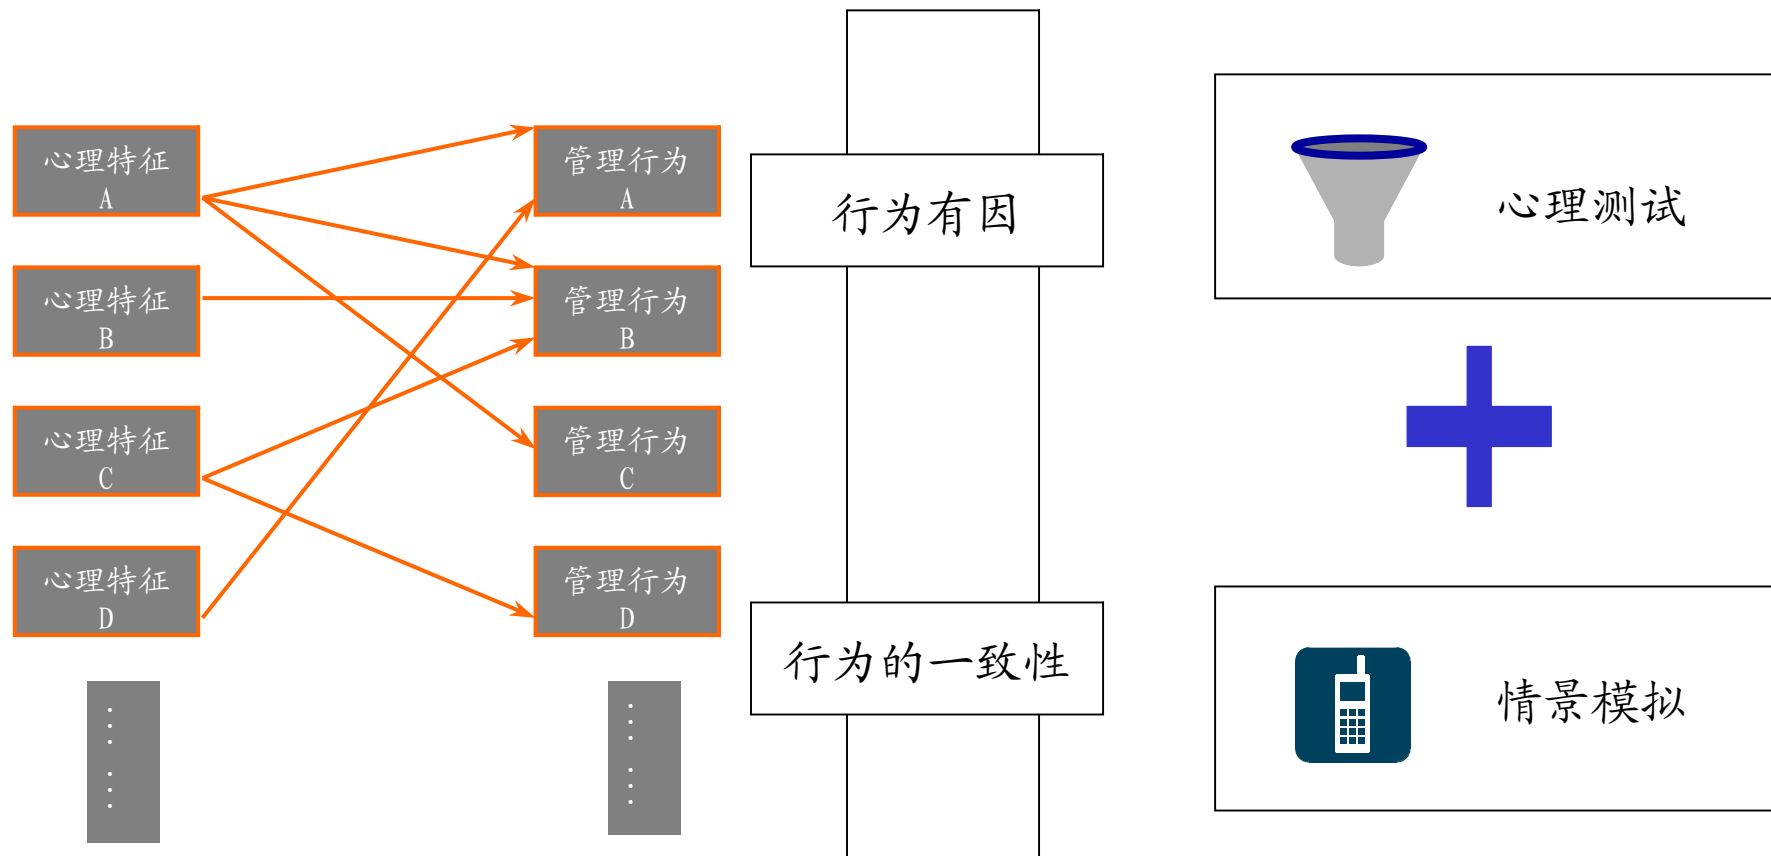 心理特征
A
心理特征
B
心理特征
C
心理特征
D
……
管理行为
A
管理行为
B
管理行为
C
管理行为
D
……
行为有因
行为的一致性
心理测试
情景模拟